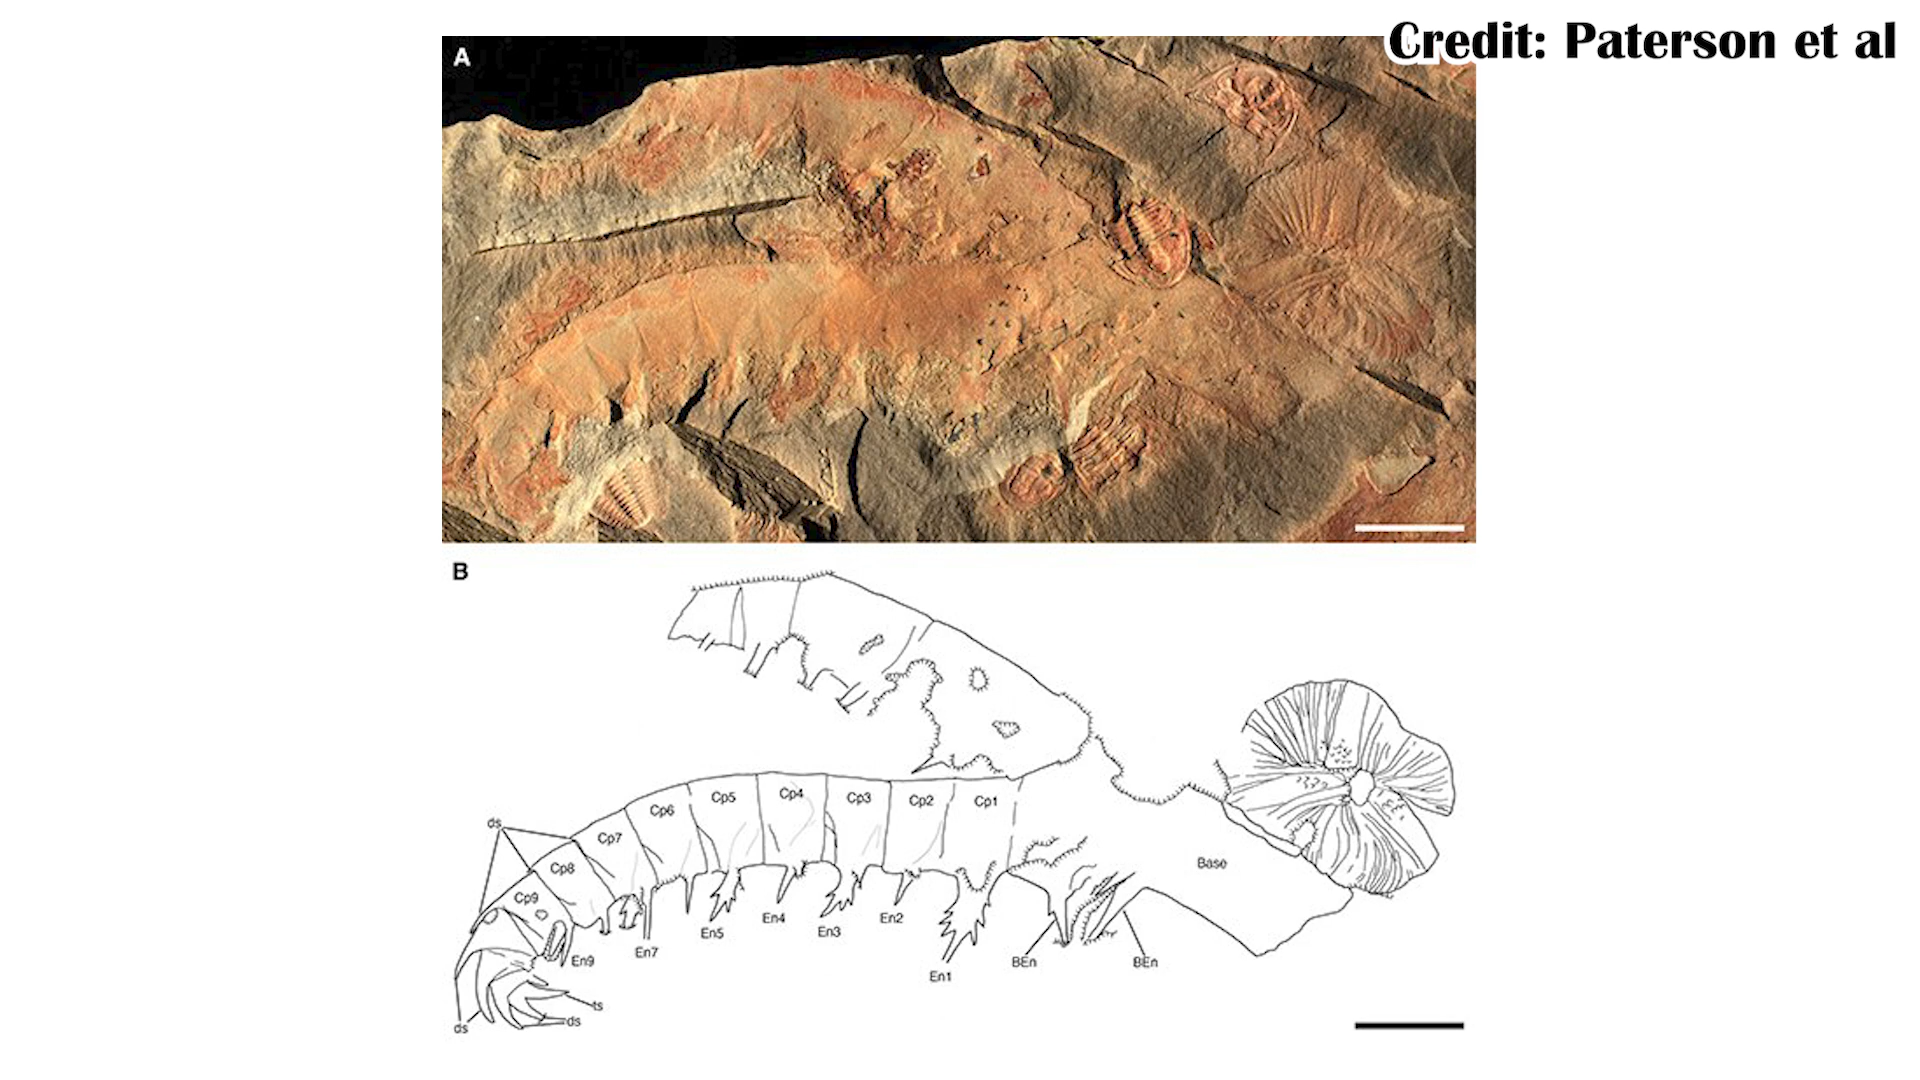 Credit: Paterson et al
A
B
Cp6
Cp5
Cp4
Cp3
Cp2
Cp1
ds
Cp7
Cp8
Cp9
Base
En9
En7
En5
En4
En3
En2
En1
BEn
BEn
ts
ds
ds